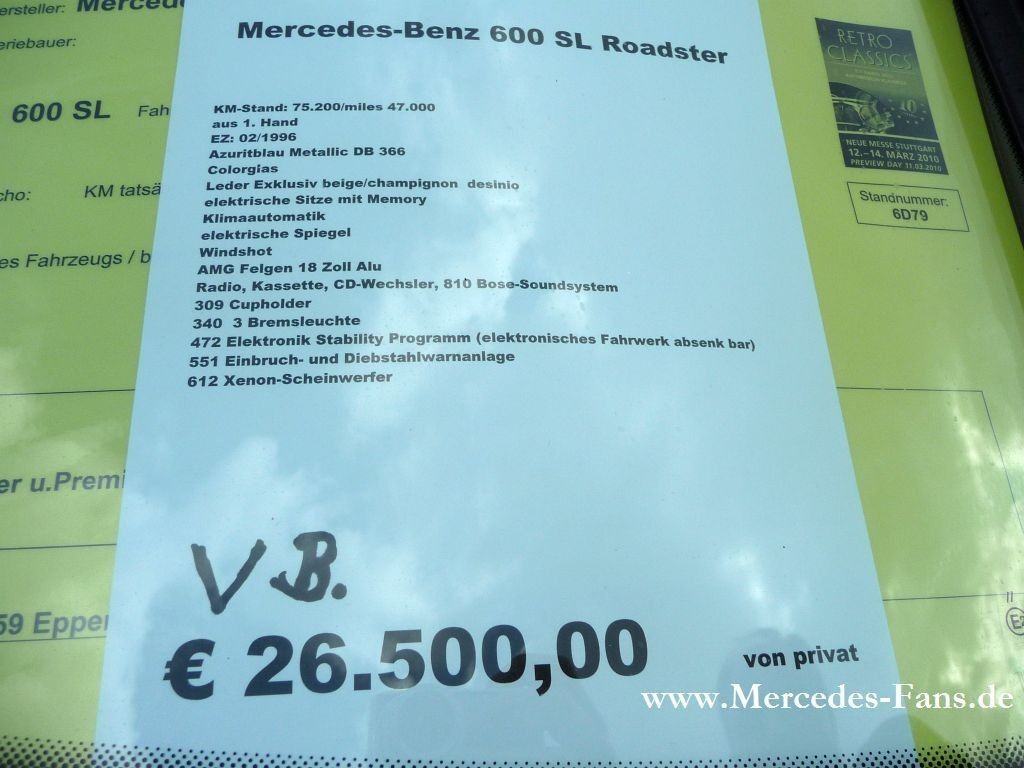 ersteller: Merced
eriebauer:
600 SL Fah
cho: KM tatsä
es Fahrzeugs / b
er u.Premi
59 Epper
Mercedes-Benz 600 SL Roadster
KM-Stand: 75.200/miles 47.000
aus 1. Hand
EZ: 02/1996
Azuritblau Metallic DB 366
Colorglas
Leder Exklusiv beige/champignon desinio
elektrische Sitze mit Memory
Klimaautomatik
elektrische Spiegel
Windshot
AMG Felgen 18 Zoll Alu
Radio, Kassette, CD-Wechsler, 810 Bose-Soundsystem
309 Cupholder
340 3 Bremsleuchte
472 Elektronik Stability Programm (elektronisches Fahrwerk absenk bar)
551 Einbruch- und Diebstahlwarnanlage
612 Xenon-Scheinwerfer
VB.
€ 26.500,00
von privat
RETRO
CLASSICS
10
NEUE MESSE STUTTGART
12.–14. MÄRZ 2010
PREVIEW DAY 11.03.2010
Standnummer:
6D79
www.Mercedes-Fans.de